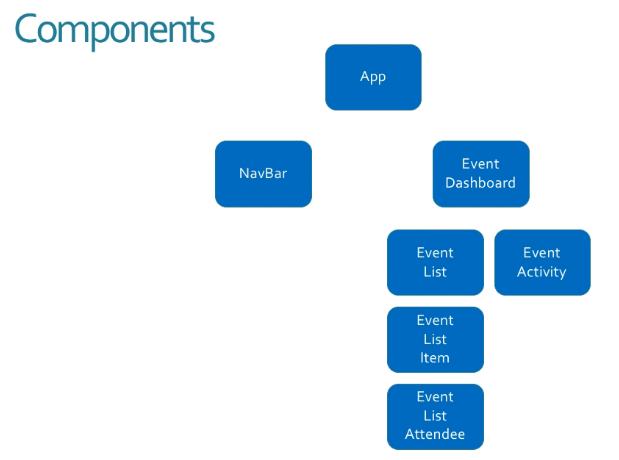 Components
App
NavBar
Event
Dashboard
Event
List
Event
Activity
Event
List
Item
Event
List
Attendee